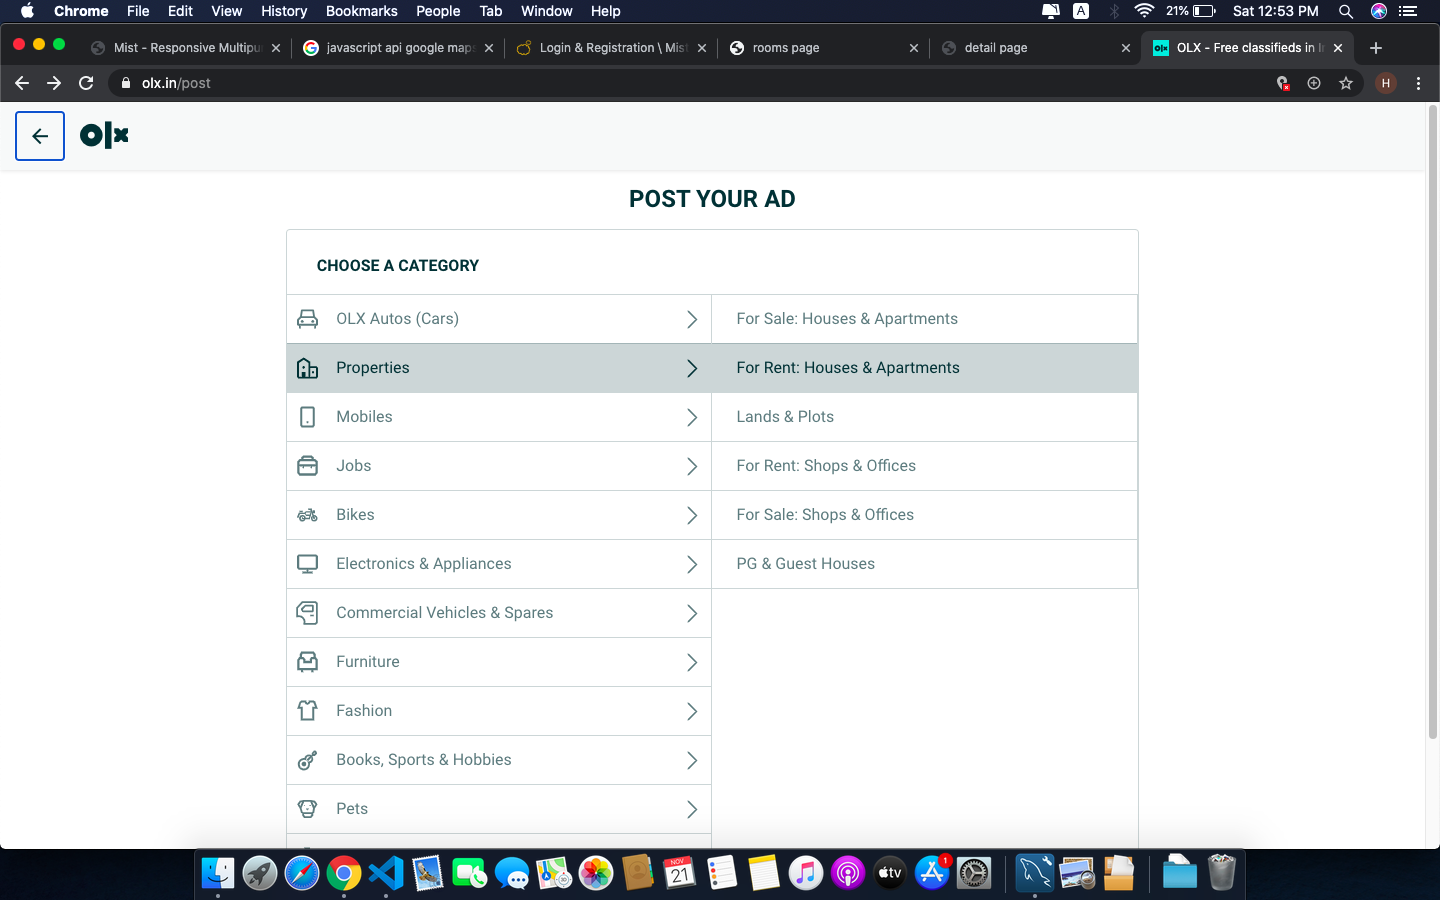 Chrome File Edit View History Bookmarks People Tab Window Help A 21% Sat 12:53 PM
Mist - Responsive Multipu javascript api google maps Login & Registration \ Mist rooms page detail page olx OLX - Free classifieds in I
olx.in/post H
olx
POST YOUR AD
CHOOSE A CATEGORY
OLX Autos (Cars) For Sale: Houses & Apartments
Properties For Rent: Houses & Apartments
Mobiles Lands & Plots
Jobs For Rent: Shops & Offices
Bikes For Sale: Shops & Offices
Electronics & Appliances PG & Guest Houses
Commercial Vehicles & Spares
Furniture
Fashion
Books, Sports & Hobbies
Pets
NOV 21 tv 1